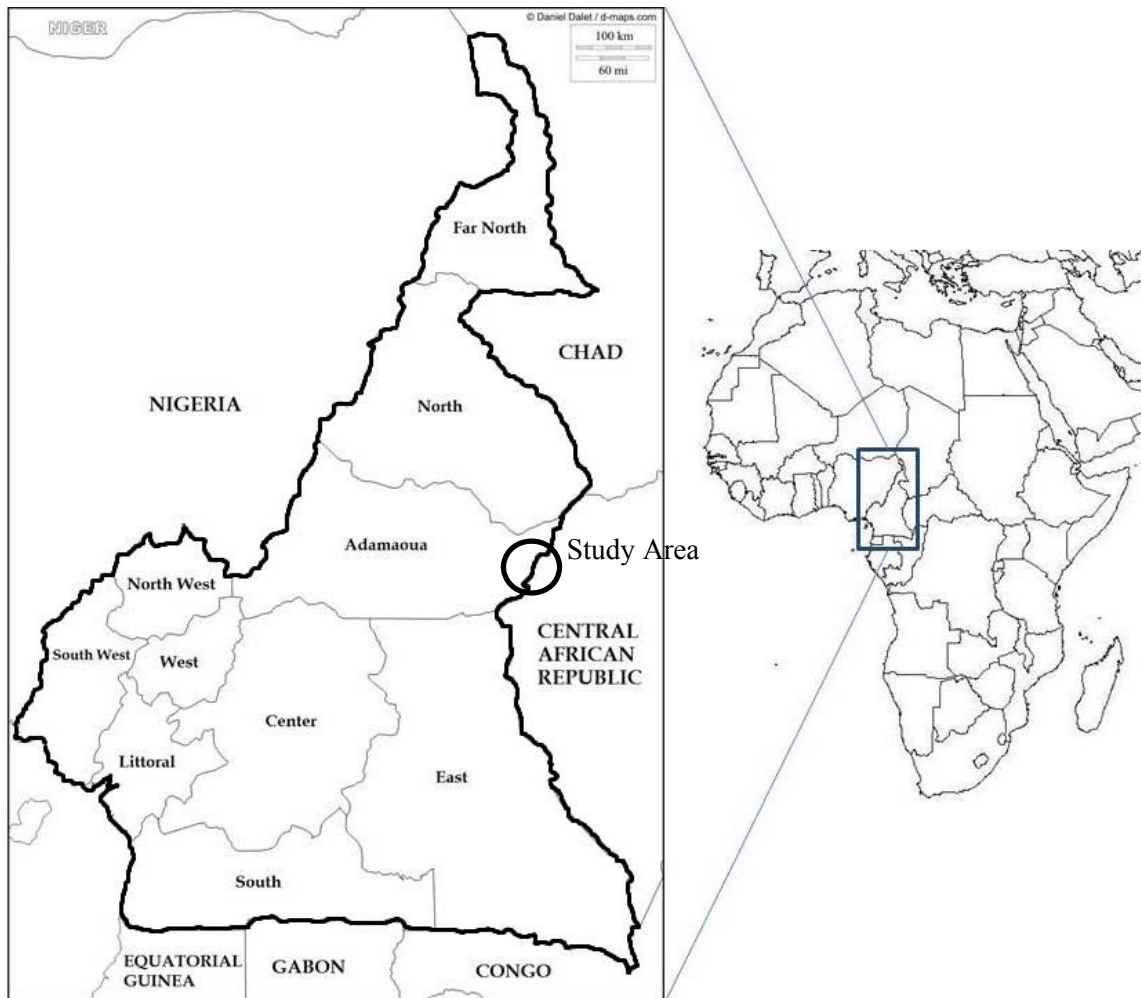 © Daniel Dalet / d-maps.com
NIGER
100 km
60 mi
Far North
CHAD
NIGERIA
North
Adamaoua
Study Area
North West
CENTRAL
AFRICAN
REPUBLIC
South West
West
Center
Littoral
East
South
EQUATORIAL
GUINEA
GABON
CONGO